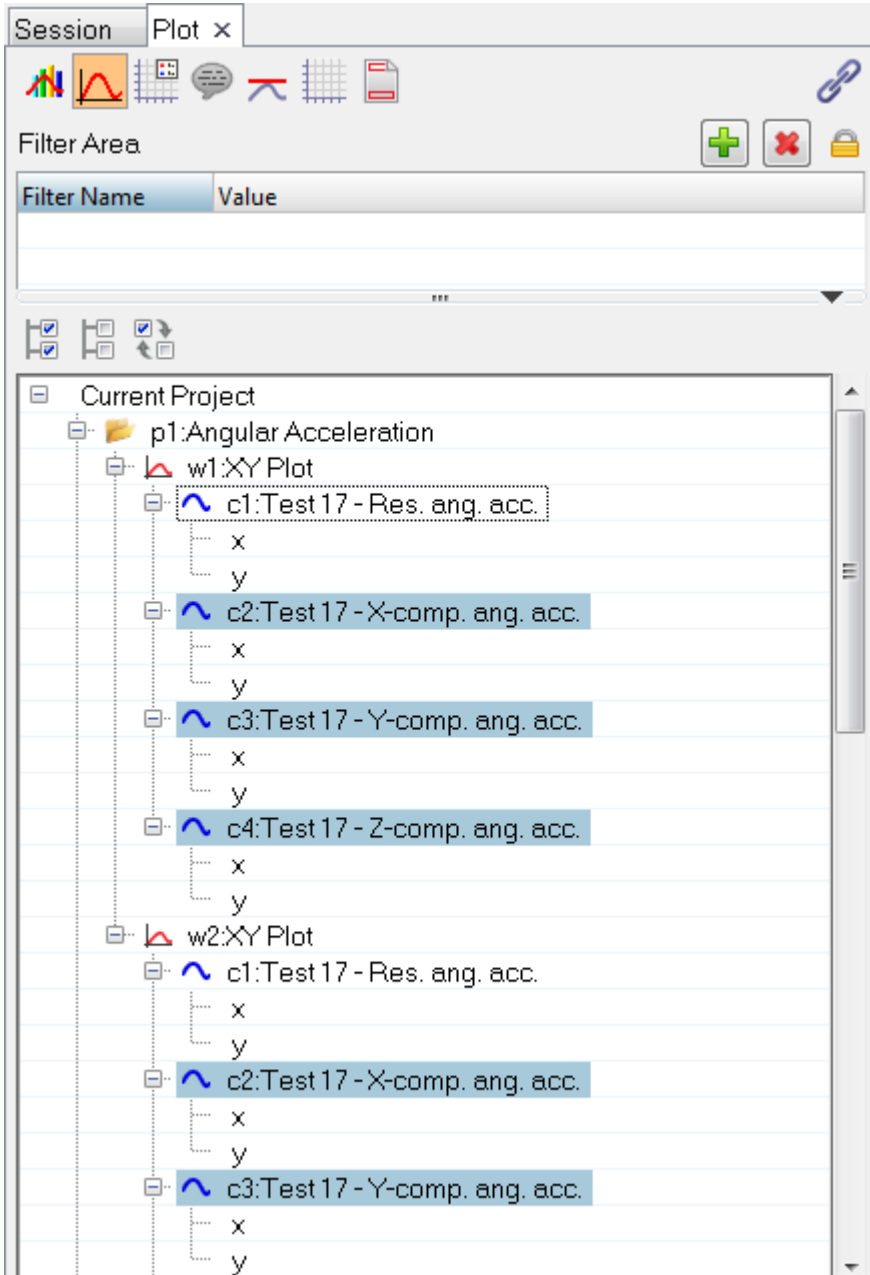 Session Plot
Filter Area
Filter Name Value
Current Project
p1:Angular Acceleration
w1:XY Plot
c1:Test 17 - Res. ang. acc.
x
y
c2:Test 17 - X-comp. ang. acc.
x
y
c3:Test 17 - Y-comp. ang. acc.
x
y
c4:Test 17 - Z-comp. ang. acc.
x
y
w2:XY Plot
c1:Test 17 - Res. ang. acc.
x
y
c2:Test 17 - X-comp. ang. acc.
x
y
c3:Test 17 - Y-comp. ang. acc.
x
y